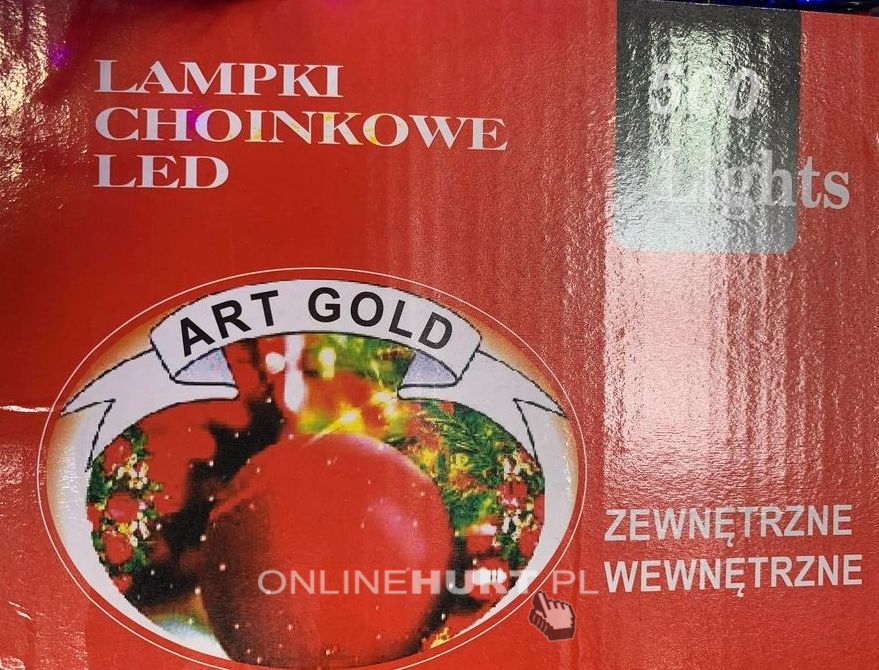 LAMPKI
CHOINKOWE
LED
500
Lights
ART GOLD
ZEWNĘTRZNE
WEWNĘTRZNE
ONLINEHURT.PL